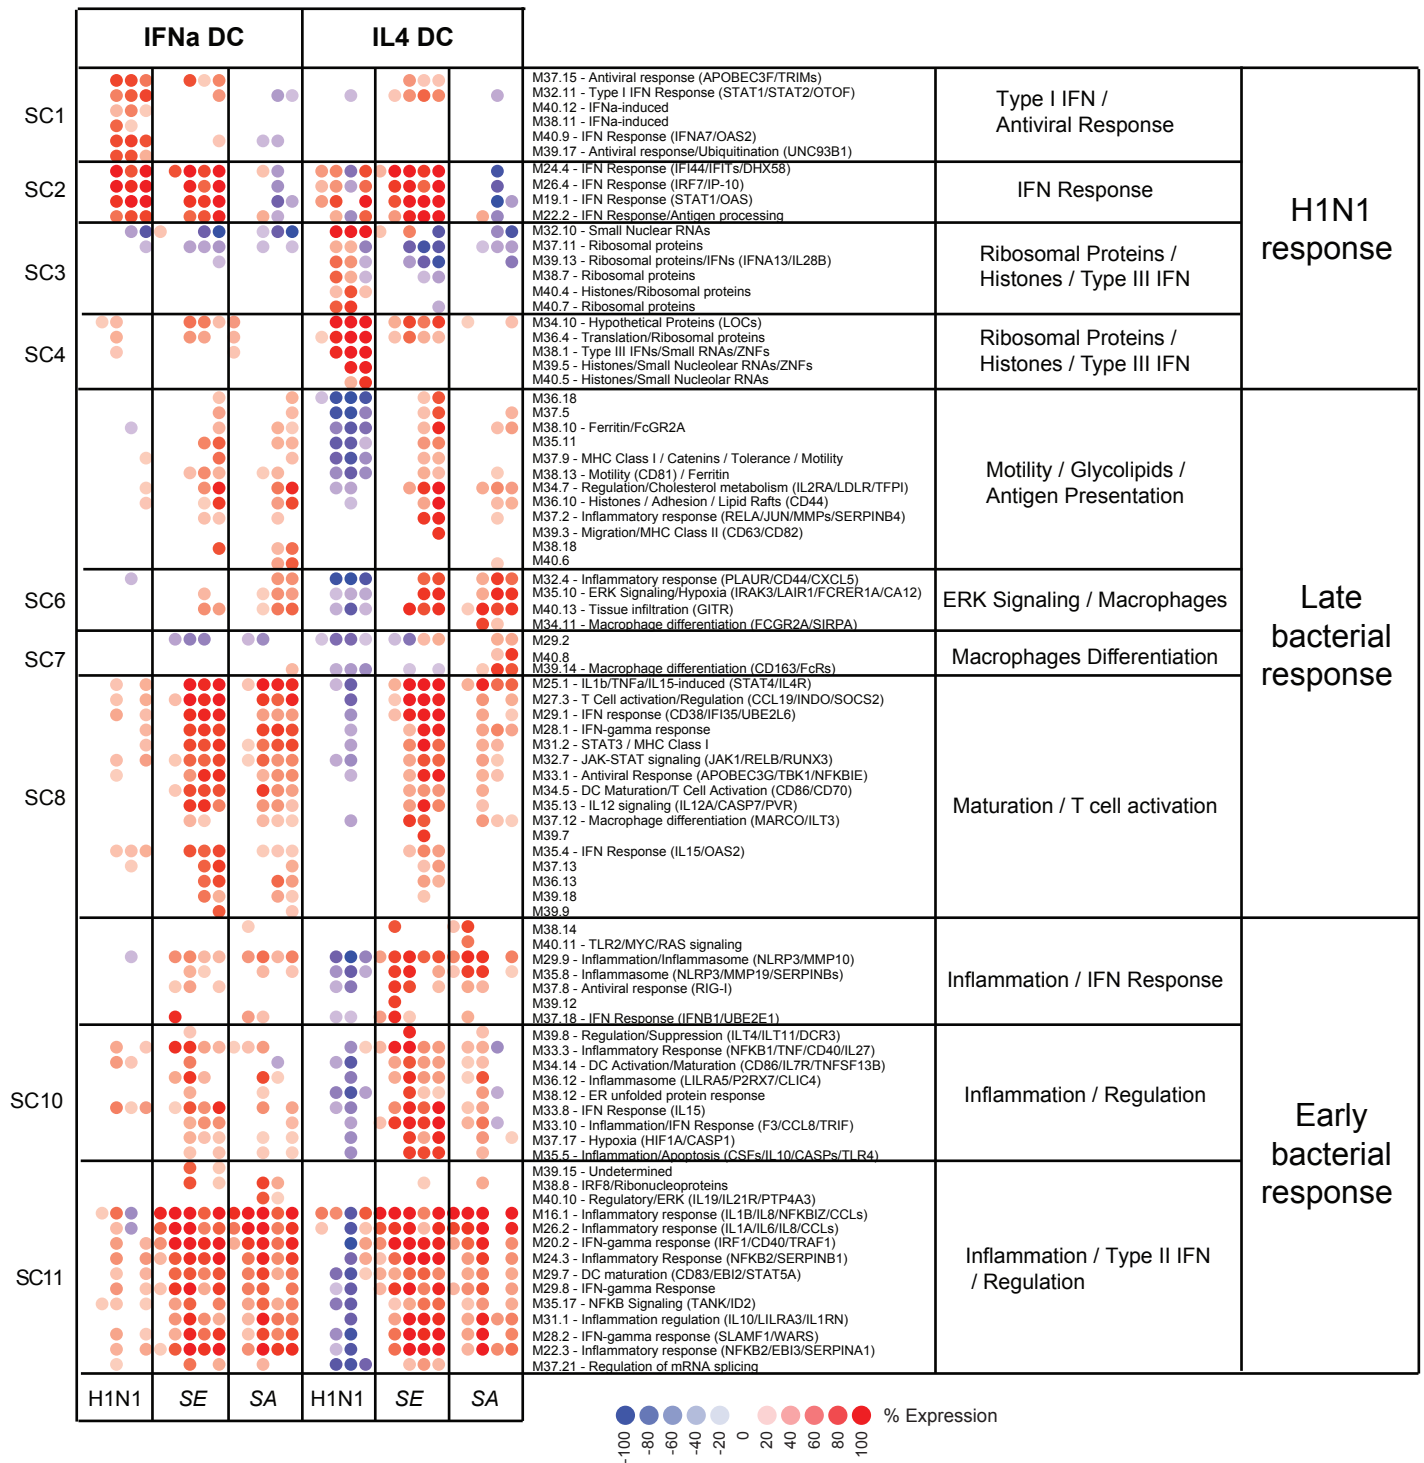 IFNa DC
IL4 DC
SC1
M37.15 - Antiviral response (APOBEC3F/TRIMs)
M32.11 - Type I IFN Response (STAT1/STAT2/OTOF)
M40.12 - IFNa-induced
M38.11 - IFNa-induced
M40.9 - IFN Response (IFNA7/OAS2)
M39.17 - Antiviral response/Ubiquitination (UNC93B1)
Type I IFN /
Antiviral Response
SC2
M24.4 - IFN Response (IFI44/IFITs/DHX58)
M26.4 - IFN Response (IRF7/IP-10)
M19.1 - IFN Response (STAT1/OAS)
M22.2 - IFN Response/Antigen processing
IFN Response
H1N1
response
SC3
M32.10 - Small Nuclear RNAs
M37.11 - Ribosomal proteins
M39.13 - Ribosomal proteins/IFNs (IFNA13/IL28B)
M38.7 - Ribosomal proteins
M40.4 - Histones/Ribosomal proteins
M40.7 - Ribosomal proteins
Ribosomal Proteins /
Histones / Type III IFN
SC4
M34.10 - Hypothetical Proteins (LOCs)
M36.4 - Translation/Ribosomal proteins
M38.1 - Type III IFNs/Small RNAs/ZNFs
M39.5 - Histones/Small Nucleolear RNAs/ZNFs
M40.5 - Histones/Small Nucleolar RNAs
Ribosomal Proteins /
Histones / Type III IFN
M36.18
M37.5
M38.10 - Ferritin/FcGR2A
M35.11
M37.9 - MHC Class I / Catenins / Tolerance / Motility
M38.13 - Motility (CD81) / Ferritin
M34.7 - Regulation/Cholesterol metabolism (IL2RA/LDLR/TFPI)
M36.10 - Histones / Adhesion / Lipid Rafts (CD44)
M37.2 - Inflammatory response (RELA/JUN/MMPs/SERPINB4)
M39.3 - Migration/MHC Class II (CD63/CD82)
M38.18
M40.6
Motility / Glycolipids /
Antigen Presentation
SC6
M32.4 - Inflammatory response (PLAUR/CD44/CXCL5)
M35.10 - ERK Signaling/Hypoxia (IRAK3/LAIR1/FCRER1A/CA12)
M40.13 - Tissue infiltration (GITR)
M34.11 - Macrophage differentiation (FCGR2A/SIRPA)
ERK Signaling / Macrophages
Late
bacterial
response
SC7
M29.2
M40.8
M39.14 - Macrophage differentiation (CD163/FcRs)
Macrophages Differentiation
SC8
M25.1 - IL1b/TNFa/IL15-induced (STAT4/IL4R)
M27.3 - T Cell activation/Regulation (CCL19/INDO/SOCS2)
M29.1 - IFN response (CD38/IFI35/UBE2L6)
M28.1 - IFN-gamma response
M31.2 - STAT3 / MHC Class I
M32.7 - JAK-STAT signaling (JAK1/RELB/RUNX3)
M33.1 - Antiviral Response (APOBEC3G/TBK1/NFKBIE)
M34.5 - DC Maturation/T Cell Activation (CD86/CD70)
M35.13 - IL12 signaling (IL12A/CASP7/PVR)
M37.12 - Macrophage differentiation (MARCO/ILT3)
M39.7
M35.4 - IFN Response (IL15/OAS2)
M37.13
M36.13
M39.18
M39.9
Maturation / T cell activation
M38.14
M40.11 - TLR2/MYC/RAS signaling
M29.9 - Inflammation/Inflammasome (NLRP3/MMP10)
M35.8 - Inflammasome (NLRP3/MMP19/SERPINBs)
M37.8 - Antiviral response (RIG-I)
M39.12
M37.18 - IFN Response (IFNB1/UBE2E1)
Inflammation / IFN Response
SC10
M39.8 - Regulation/Suppression (ILT4/ILT11/DCR3)
M33.3 - Inflammatory Response (NFKB1/TNF/CD40/IL27)
M34.14 - DC Activation/Maturation (CD86/IL7R/TNFSF13B)
M36.12 - Inflammasome (LILRA5/P2RX7/CLIC4)
M38.12 - ER unfolded protein response
M33.8 - IFN Response (IL15)
M33.10 - Inflammation/IFN Response (F3/CCL8/TRIF)
M37.17 - Hypoxia (HIF1A/CASP1)
M35.5 - Inflammation/Apoptosis (CSFs/IL10/CASPs/TLR4)
Inflammation / Regulation
Early
bacterial
response
SC11
M39.15 - Undetermined
M38.8 - IRF8/Ribonucleoproteins
M40.10 - Regulatory/ERK (IL19/IL21R/PTP4A3)
M16.1 - Inflammatory response (IL1B/IL8/NFKBIZ/CCLs)
M26.2 - Inflammatory response (IL1A/IL6/IL8/CCLs)
M20.2 - IFN-gamma response (IRF1/CD40/TRAF1)
M24.3 - Inflammatory Response (NFKB2/SERPINB1)
M29.7 - DC maturation (CD83/EBI2/STAT5A)
M29.8 - IFN-gamma Response
M35.17 - NFKB Signaling (TANK/ID2)
M31.1 - Inflammation regulation (IL10/LILRA3/IL1RN)
M28.2 - IFN-gamma response (SLAMF1/WARS)
M22.3 - Inflammatory response (NFKB2/EBI3/SERPINA1)
M37.21 - Regulation of mRNA splicing
Inflammation / Type II IFN
/ Regulation
H1N1
SE
SA
H1N1
SE
SA
% Expression
-100
-80
-60
-40
-20
0
20
40
60
80
100